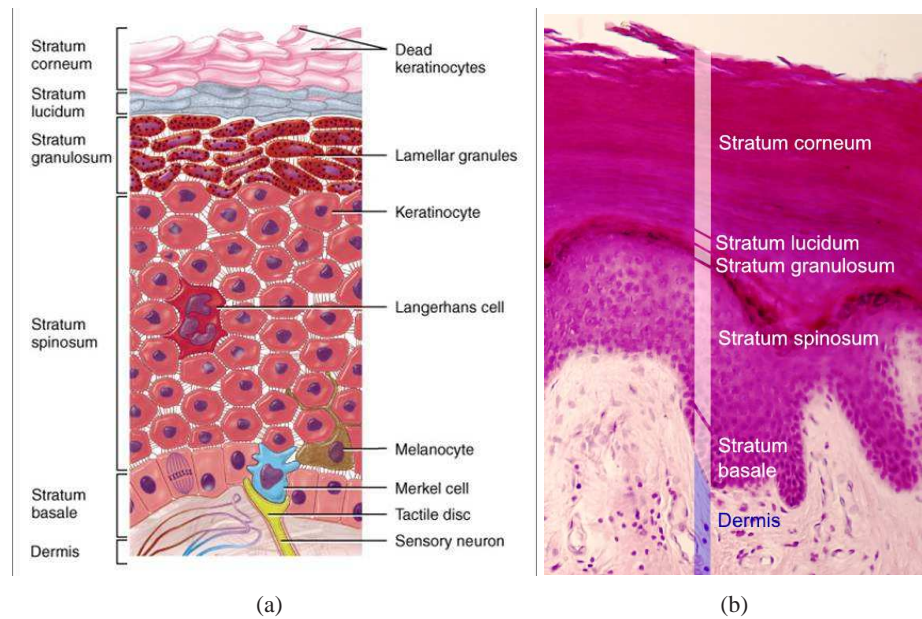 Stratum
corneum
Stratum
lucidum
Stratum
granulosum
Stratum
spinosum
Stratum
basale
Dermis
Dead
keratinocytes
Lamellar granules
Keratinocyte
Langerhans cell
Melanocyte
Merkel cell
Tactile disc
Sensory neuron
(a)
Stratum corneum
Stratum lucidum
Stratum granulosum
Stratum spinosum
Stratum
basale
Dermis
(b)